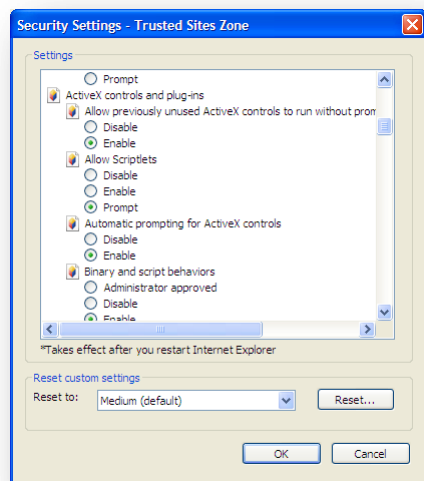 Security Settings - Trusted Sites Zone
Settings
Prompt
ActiveX controls and plug-ins
Allow previously unused ActiveX controls to run without prom
Disable
Enable
Allow Scriptlets
Disable
Enable
Prompt
Automatic prompting for ActiveX controls
Disable
Enable
Binary and script behaviors
Administrator approved
Disable
Enable
*Takes effect after you restart Internet Explorer
Reset custom settings
Reset to: Medium (default) Reset...
OK Cancel